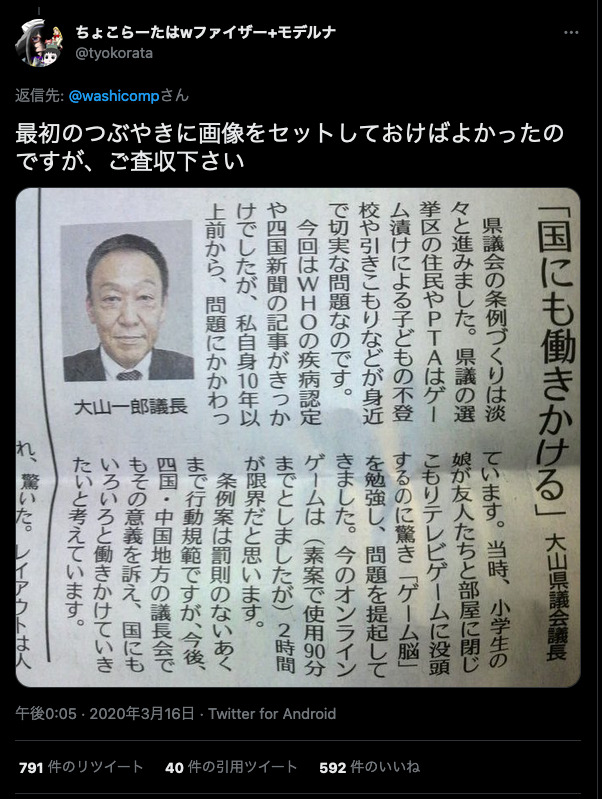 ちょこらーたはwファイザー+モデルナ
@tyokorata
返信先: @washicompさん
最初のつぶやきに画像をセットしておけばよかったの
ですが、ご査収下さい
「国にも働きかける」 大山県議会議長
県議会の条例づくりは淡
々と進みました。県議の選
挙区の住民やPTAはゲー
ム漬けによる子どもの不登
校や引きこもりなどが身近
で切実な問題なのです。
今回はWHOの疾病認定
や四国新聞の記事がきっか
けでしたが、私自身10年以
上前から、問題にかかわっ
大山一郎議長
ています。当時、小学生の
娘が友人たちと部屋に閉じ
こもりテレビゲームに没頭
するのに驚き「ゲーム脳」
を勉強し、問題を提起して
きました。今のオンライン
ゲームは（素案で使用90分
までとしましたが）2時間
が限界だと思います。
条例案は罰則のないあく
まで行動規範ですが、今後、
四国・中国地方の議長会で
もその意義を訴え、国にも
いろいろと働きかけていき
たいと考えています。
れ、驚いた。レイアウトは人
午後0:05 · 2020年3月16日 · Twitter for Android
791 件のリツイート 40 件の引用ツイート 592 件のいいね